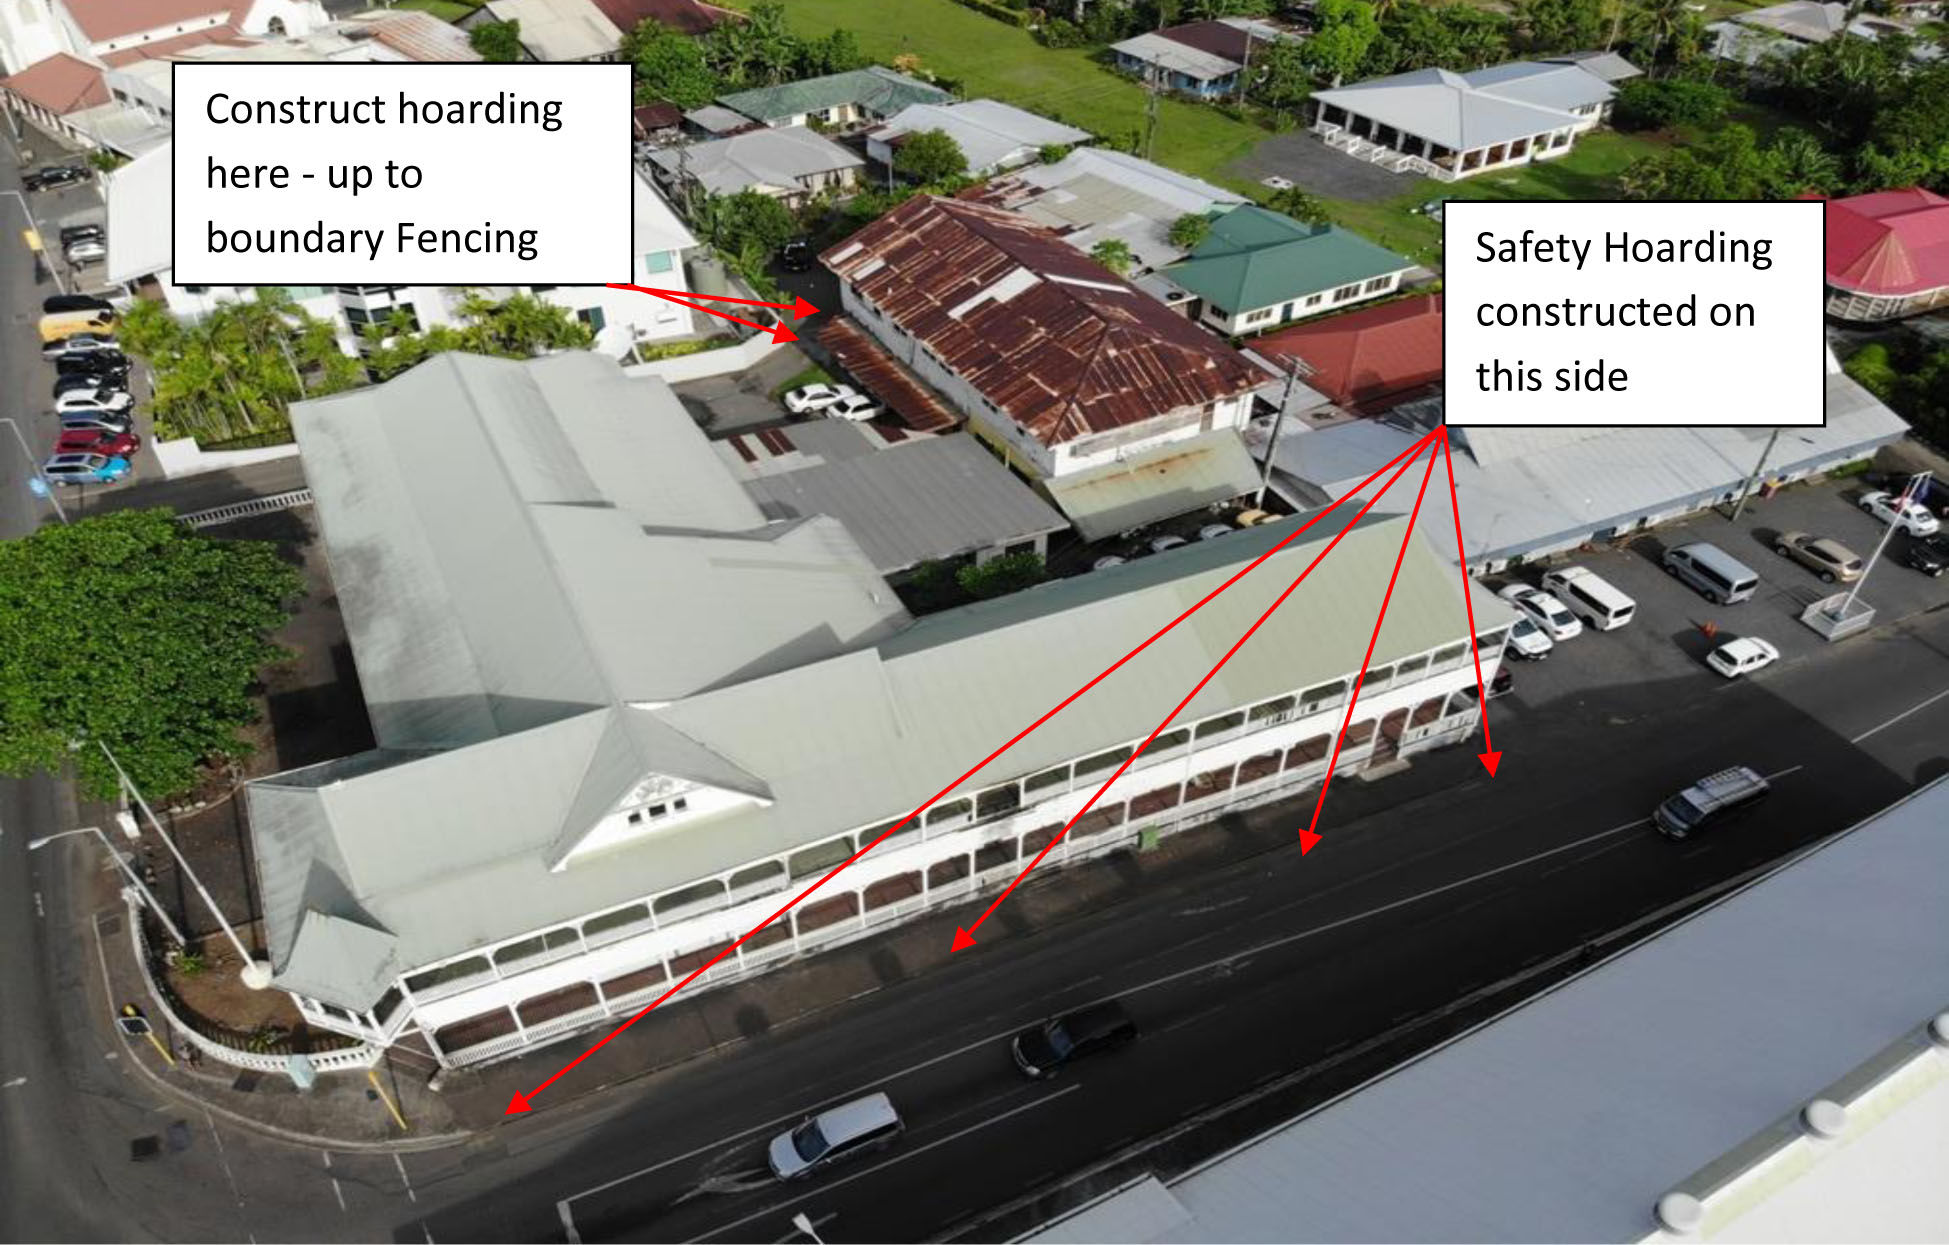 Construct hoarding
here - up to
boundary Fencing
Safety Hoarding
constructed on
this side